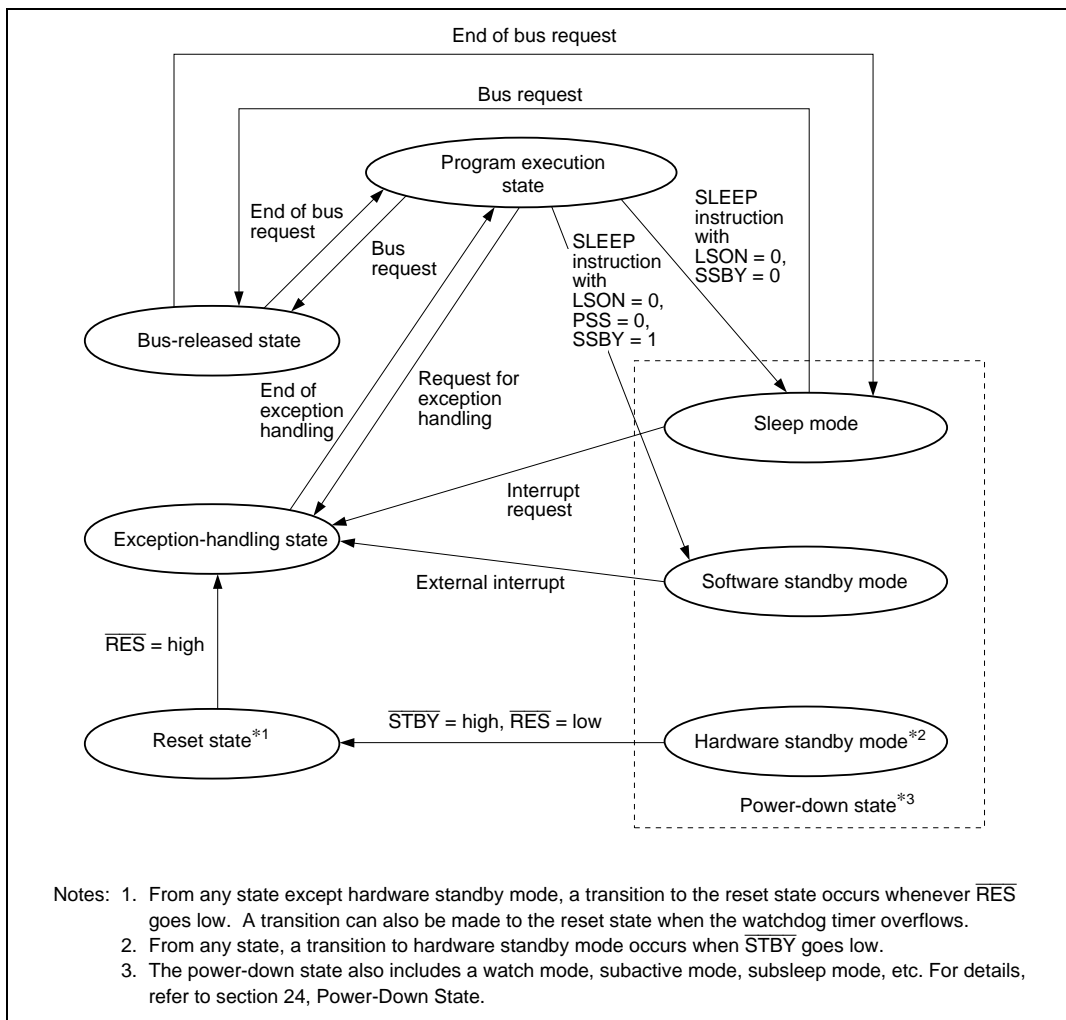 End of bus request
Bus request
Program execution
state
End of bus
request
Bus
request
SLEEP
instruction
with
LSON = 0,
PSS = 0,
SSBY = 1
SLEEP
instruction
with
LSON = 0,
SSBY = 0
Bus-released state
End of
exception
handling
Request for
exception
handling
Sleep mode
Interrupt
request
Exception-handling state
External interrupt
Software standby mode
R̅E̅S̅ = high
S̅T̅B̅Y̅ = high, R̅E̅S̅ = low
Reset state*1
Hardware standby mode*2
Power-down state*3
Notes: 1. From any state except hardware standby mode, a transition to the reset state occurs whenever R̅E̅S̅
goes low. A transition can also be made to the reset state when the watchdog timer overflows.
2. From any state, a transition to hardware standby mode occurs when S̅T̅B̅Y̅ goes low.
3. The power-down state also includes a watch mode, subactive mode, subsleep mode, etc. For details,
refer to section 24, Power-Down State.